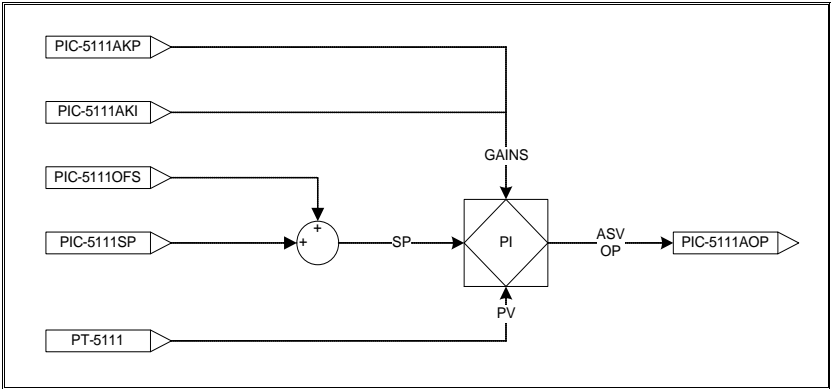 PIC-5111AKP
PIC-5111AKI
GAINS
PIC-5111OFS
+
PIC-5111SP
+
SP
PI
ASV
OP
PIC-5111AOP
PV
PT-5111